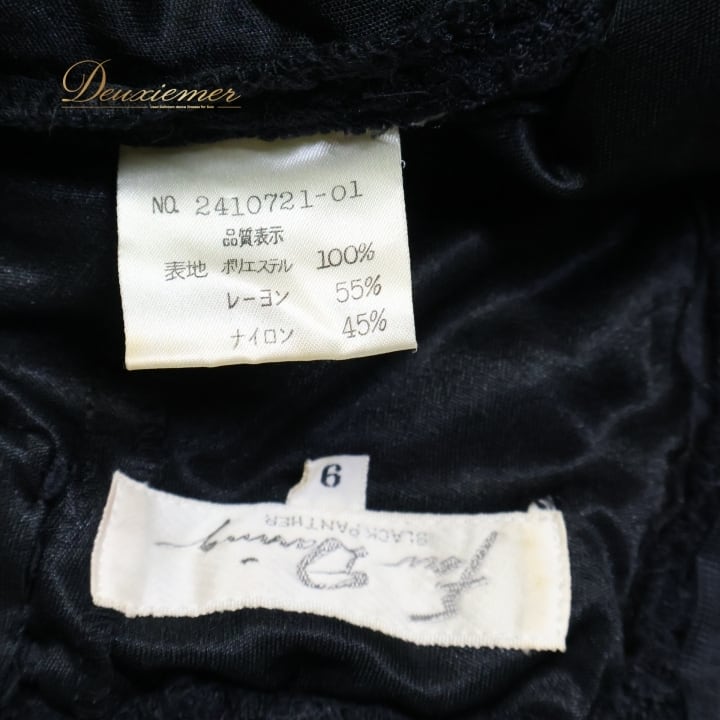 Deuxiemer
NO. 2410721-01
品質表示
表地 ポリエステル 100%
レーヨン 55%
ナイロン 45%
9
BLACK PANTHER
Daring